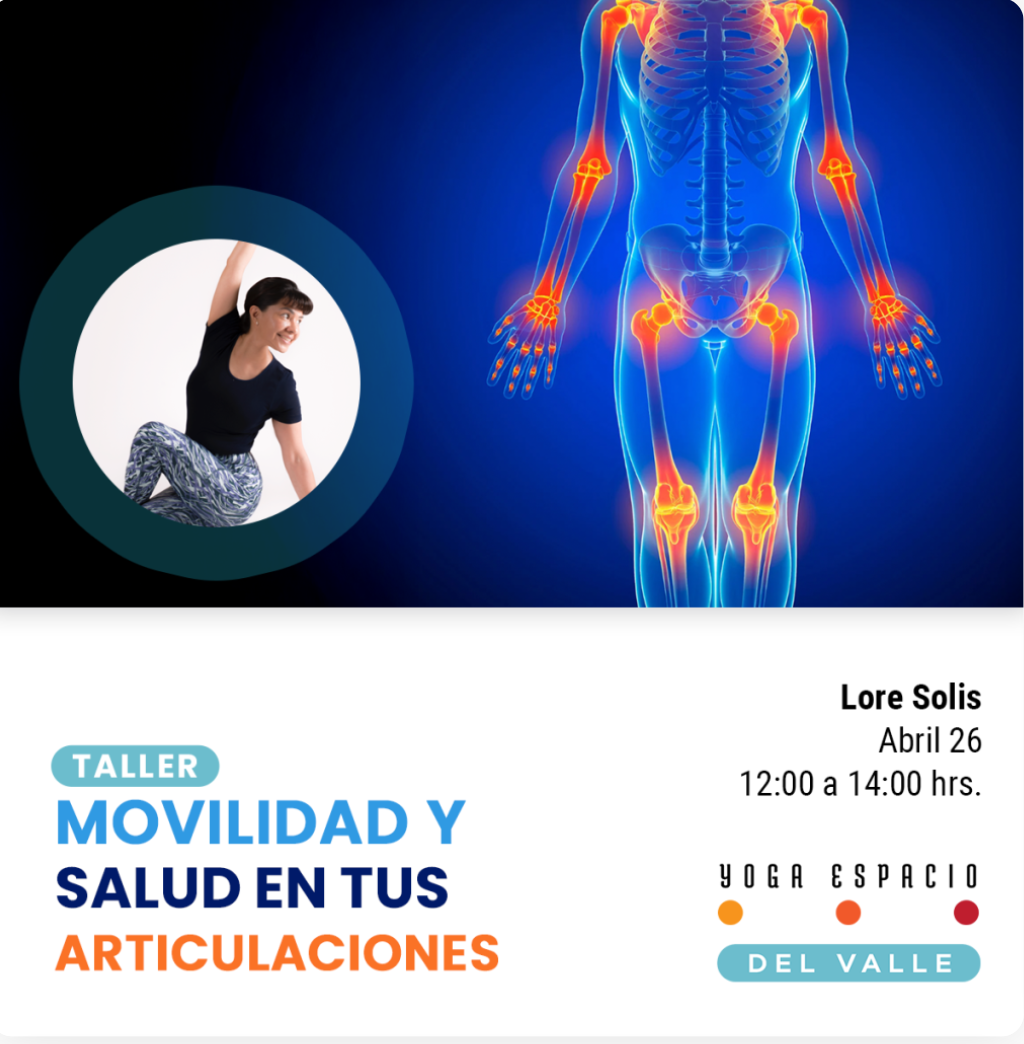 Lore Solis
Abril 26
12:00 a 14:00 hrs.
TALLER
MOVILIDAD Y
SALUD EN TUS
ARTICULACIONES
YOGA ESPACIO
DEL VALLE